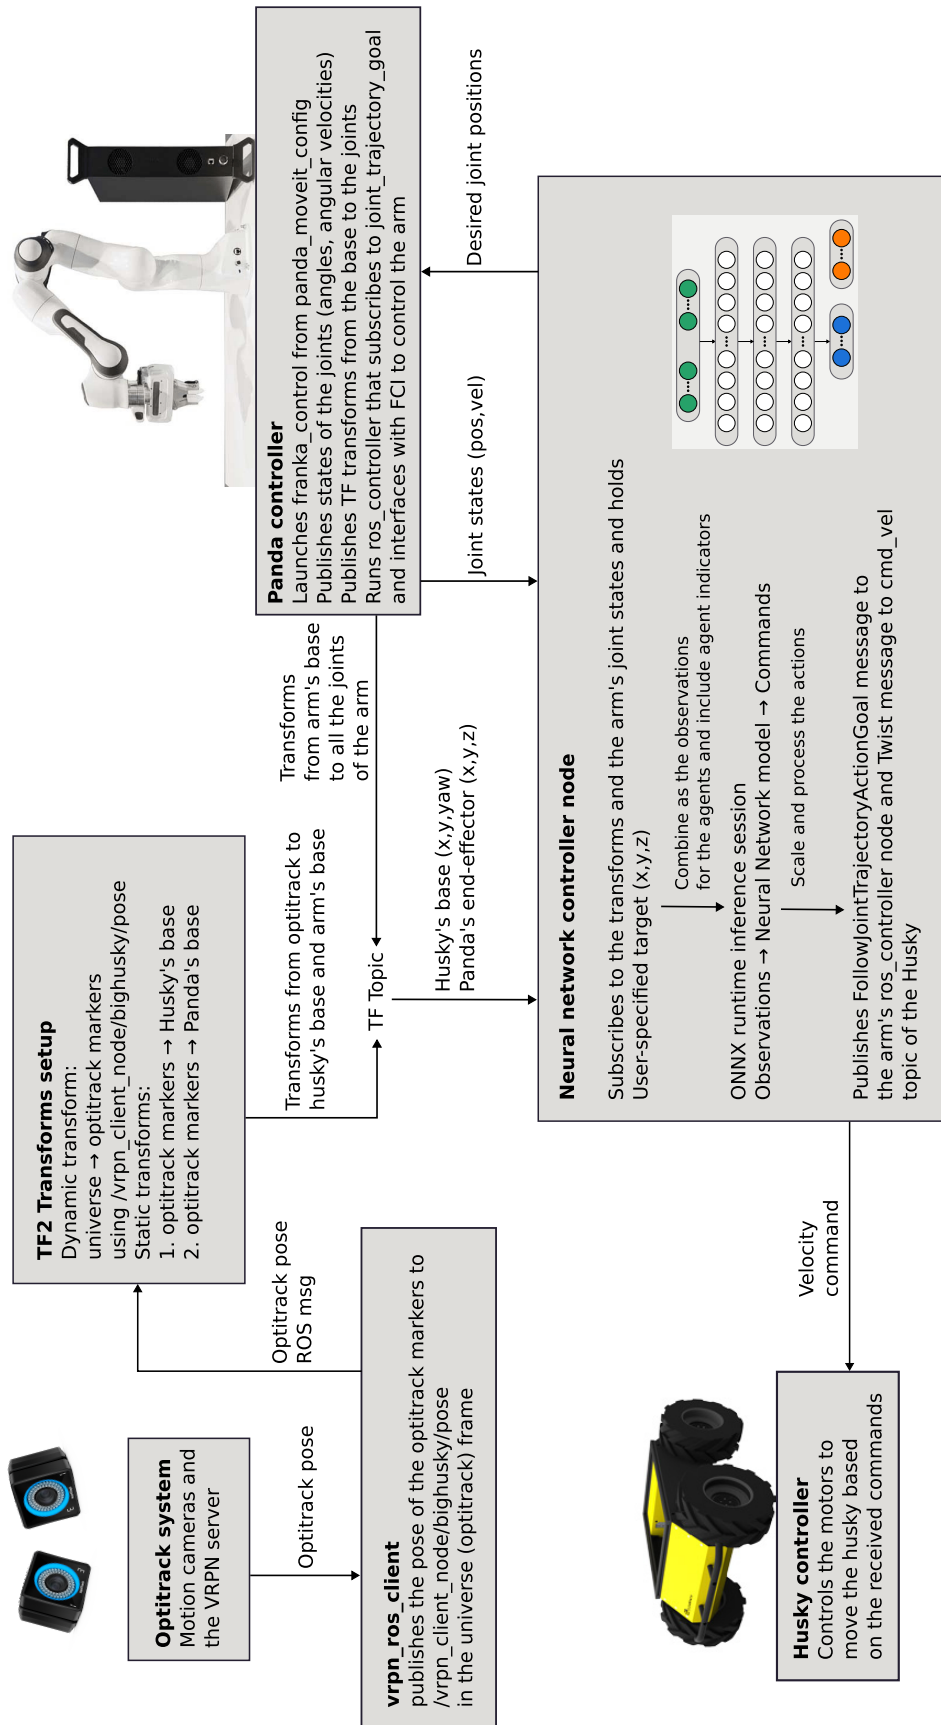 Optitrack system
Motion cameras and
the VRPN server
Optitrack pose
vrpn_ros_client
publishes the pose of the optitrack markers to
/vrpn_client_node/bighusky/pose
in the universe (optitrack) frame
Optitrack pose
ROS msg
TF2 Transforms setup
Dynamic transform:
universe → optitrack markers
using /vrpn_client_node/bighusky/pose
Static transforms:
1. optitrack markers → Husky's base
2. optitrack markers → Panda's base
Transforms from optitrack to
husky's base and arm's base
TF Topic
Transforms
from arm's base
to all the joints
of the arm
Panda controller
Launches franka_control from panda_moveit_config
Publishes states of the joints (angles, angular velocities)
Publishes TF transforms from the base to the joints
Runs ros_controller that subscribes to joint_trajectory_goal
and interfaces with FCI to control the arm
Husky's base (x,y,yaw)
Panda's end-effector (x,y,z)
Joint states (pos,vel)
Desired joint positions
Neural network controller node
Subscribes to the transforms and the arm's joint states and holds
User-specified target (x,y,z)
Combine as the observations
for the agents and include agent indicators
ONNX runtime inference session
Observations → Neural Network model → Commands
Scale and process the actions
Publishes FollowJointTrajectoryActionGoal message to
the arm's ros_controller node and Twist message to cmd_vel
topic of the Husky
Velocity
command
Husky controller
Controls the motors to
move the husky based
on the received commands